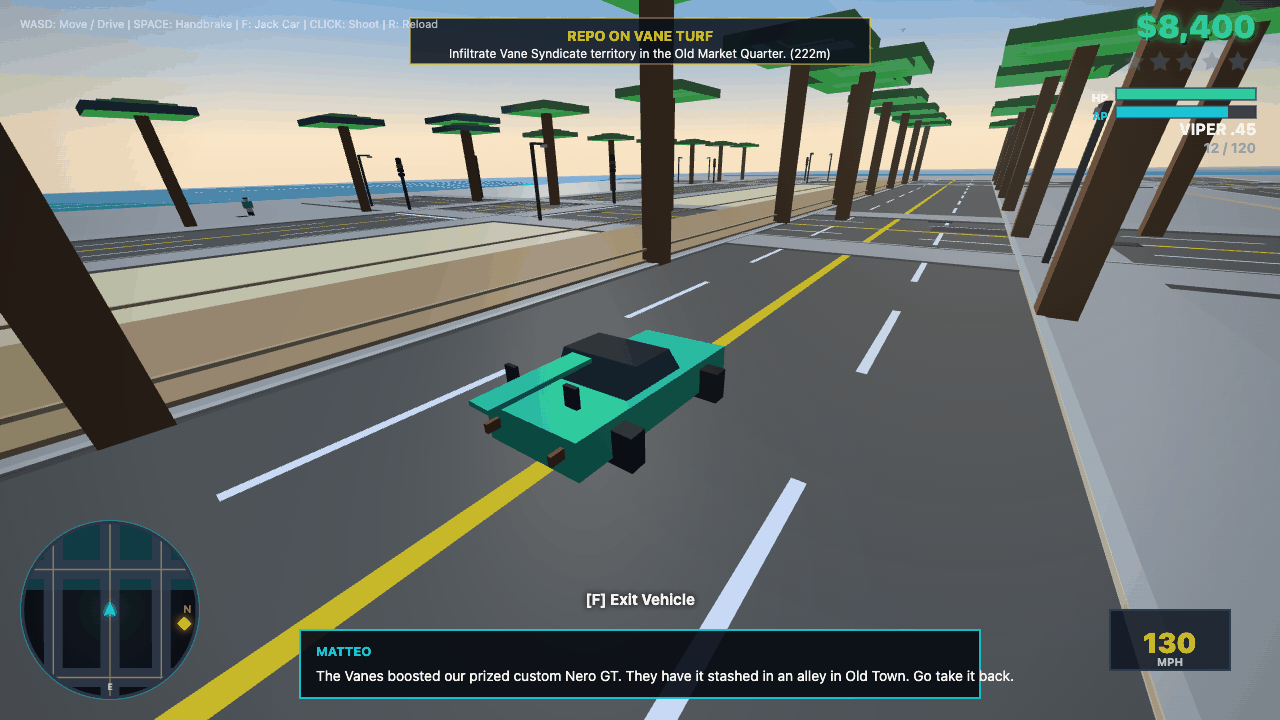 WASD: Move / Drive | SPACE: Handbrake | F: Jack Car | CLICK: Shoot | R: Reload
REPO ON VANE TURF
Infiltrate Vane Syndicate territory in the Old Market Quarter. (222m)
$8,400
HP
AP
VIPER .45
12 / 120
[F] Exit Vehicle
N
E
MATTEO
The Vanes boosted our prized custom Nero GT. They have it stashed in an alley in Old Town. Go take it back.
130
MPH